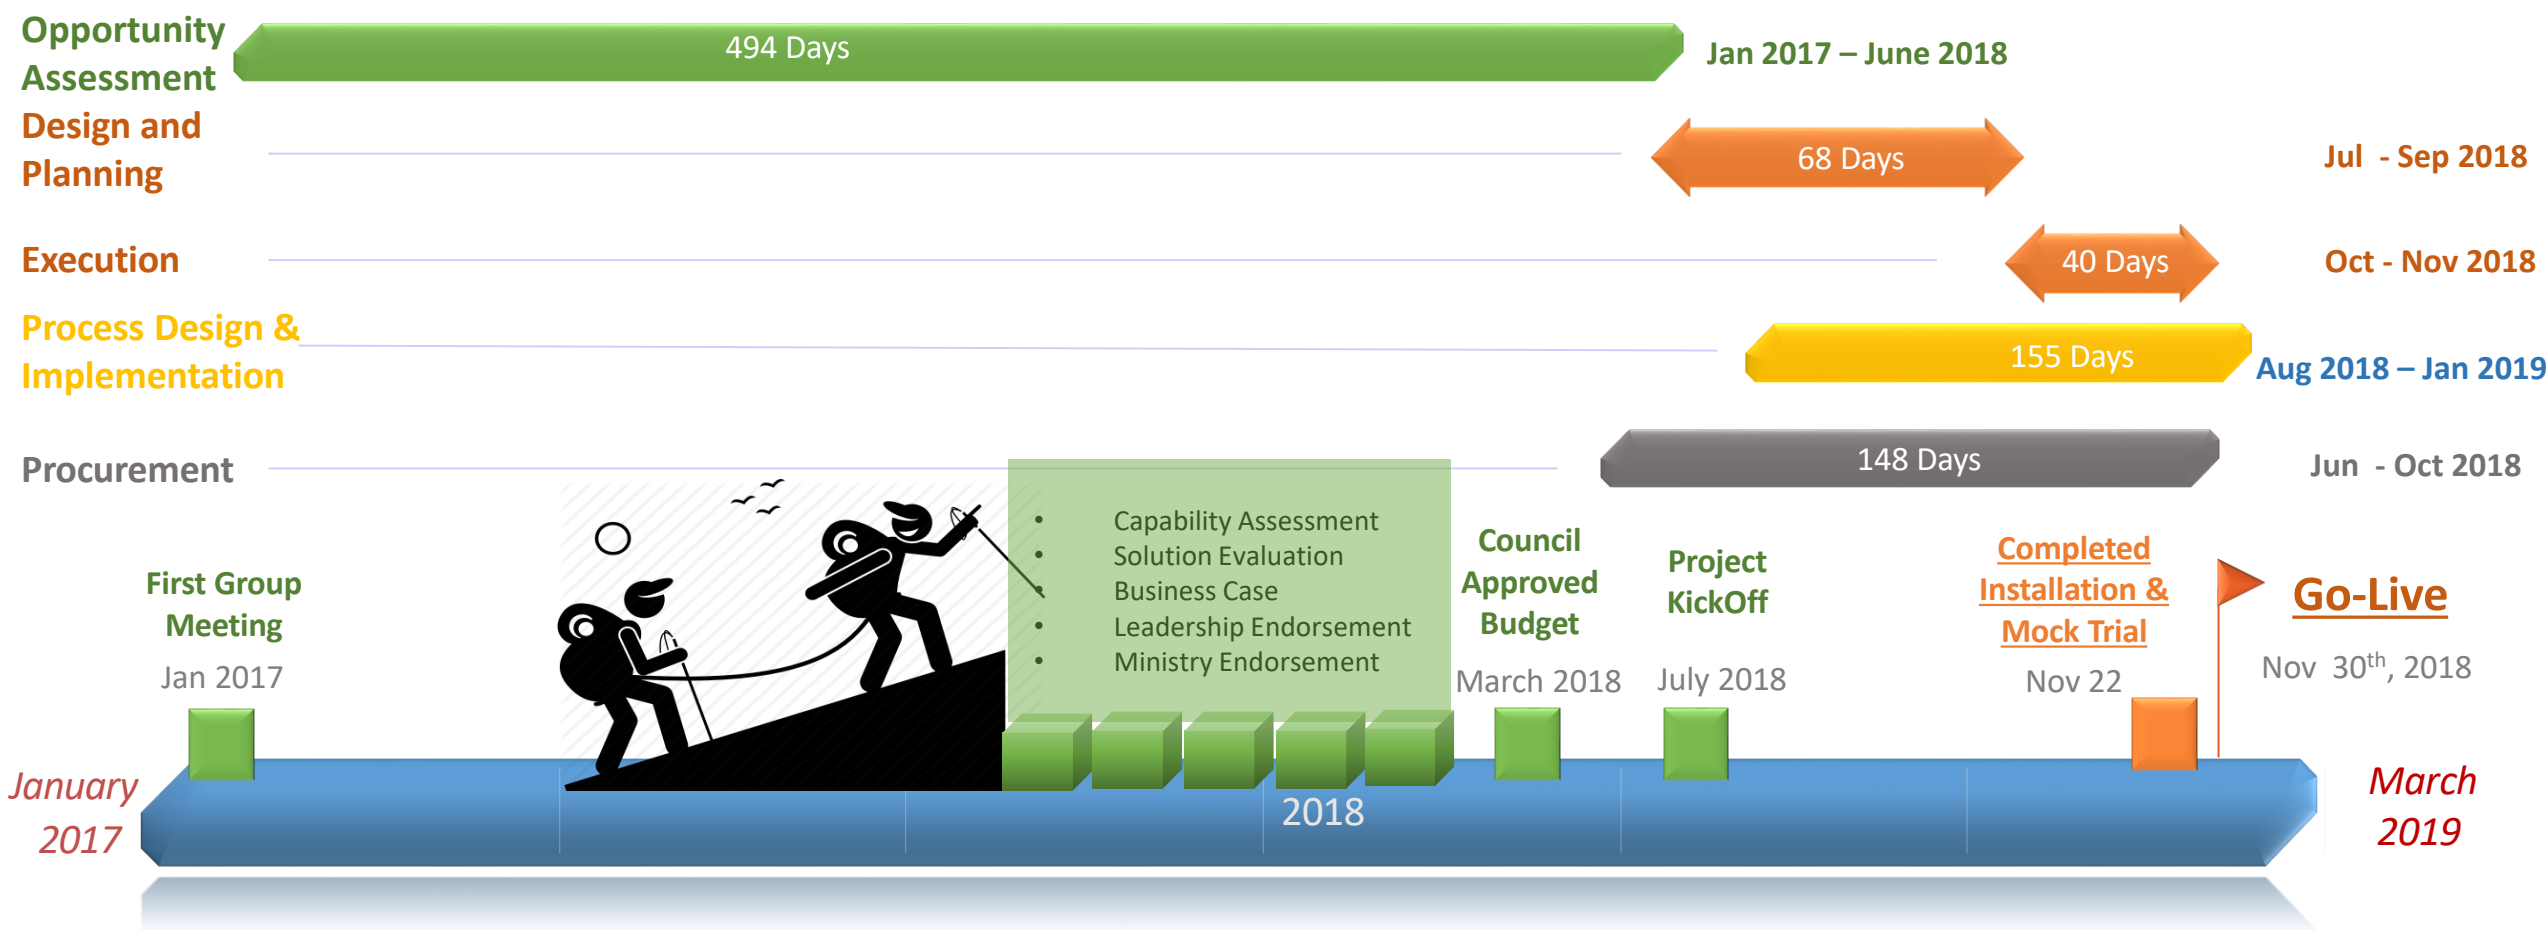 Opportunity
Assessment
494 Days
Jan 2017 – June 2018
Design and
Planning
68 Days
Jul - Sep 2018
Execution
40 Days
Oct - Nov 2018
Process Design &
Implementation
155 Days
Aug 2018 – Jan 2019
Procurement
148 Days
Jun - Oct 2018
First Group
Meeting
Jan 2017
• Capability Assessment
• Solution Evaluation
• Business Case
• Leadership Endorsement
• Ministry Endorsement
Council
Approved
Budget
March 2018
Project
KickOff
July 2018
Completed
Installation &
Mock Trial
Nov 22
Go-Live
Nov 30th, 2018
January
2017
2018
March
2019